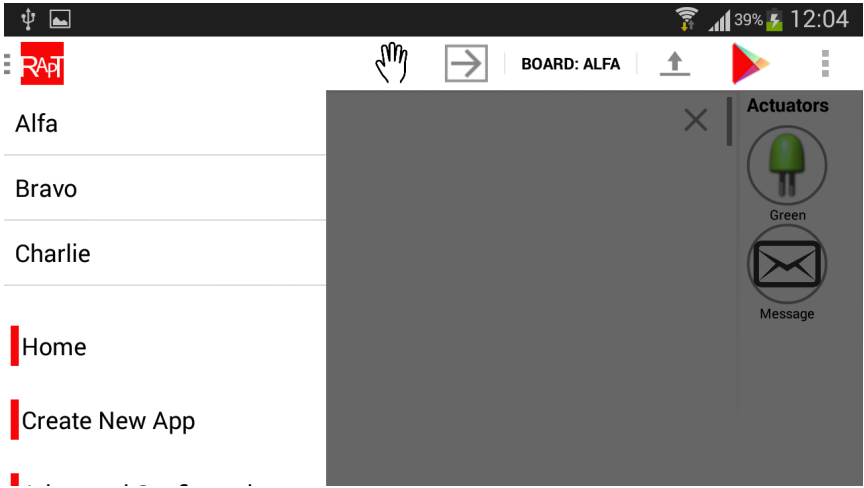 39% 12:04
RAPT
BOARD: ALFA
Alfa
Bravo
Charlie
Home
Create New App
Actuators
Green
Message